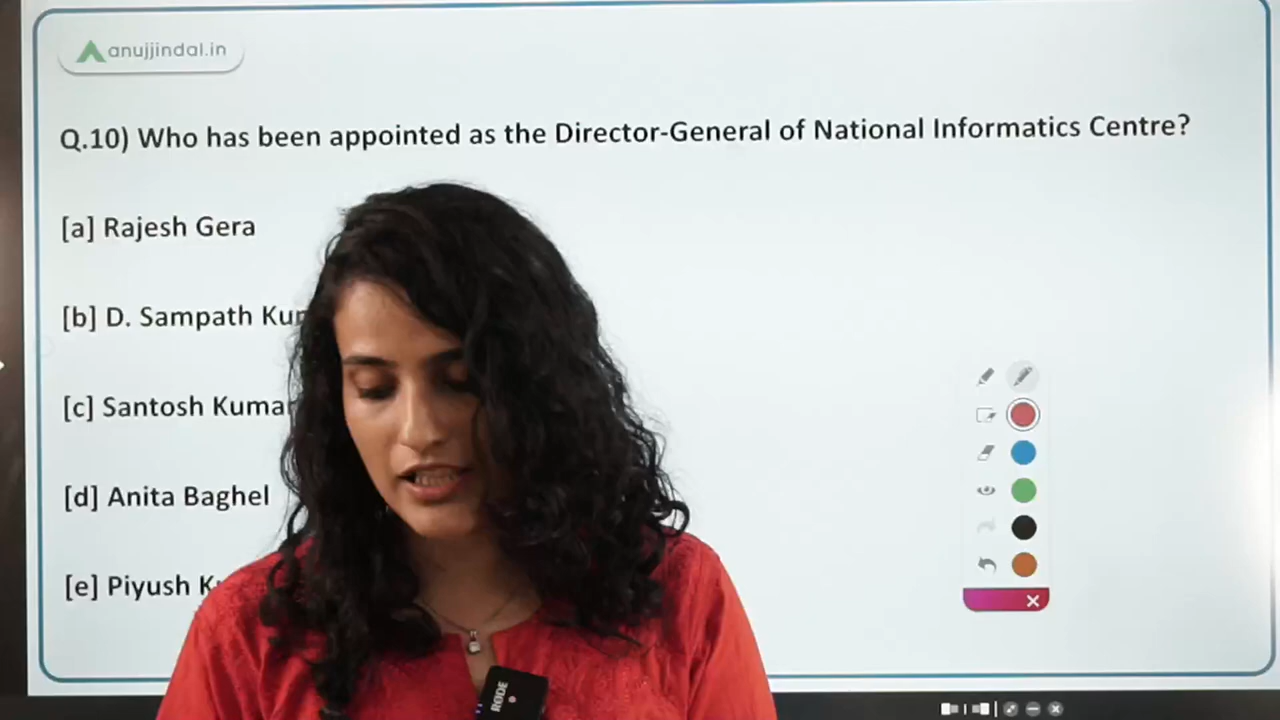 anujjindal.in
Q.10) Who has been appointed as the Director-General of National Informatics Centre?
[a] Rajesh Gera
[b] D. Sampath
[c] Santosh Kuma
[d] Anita Baghel
[e] Piyush
RODE